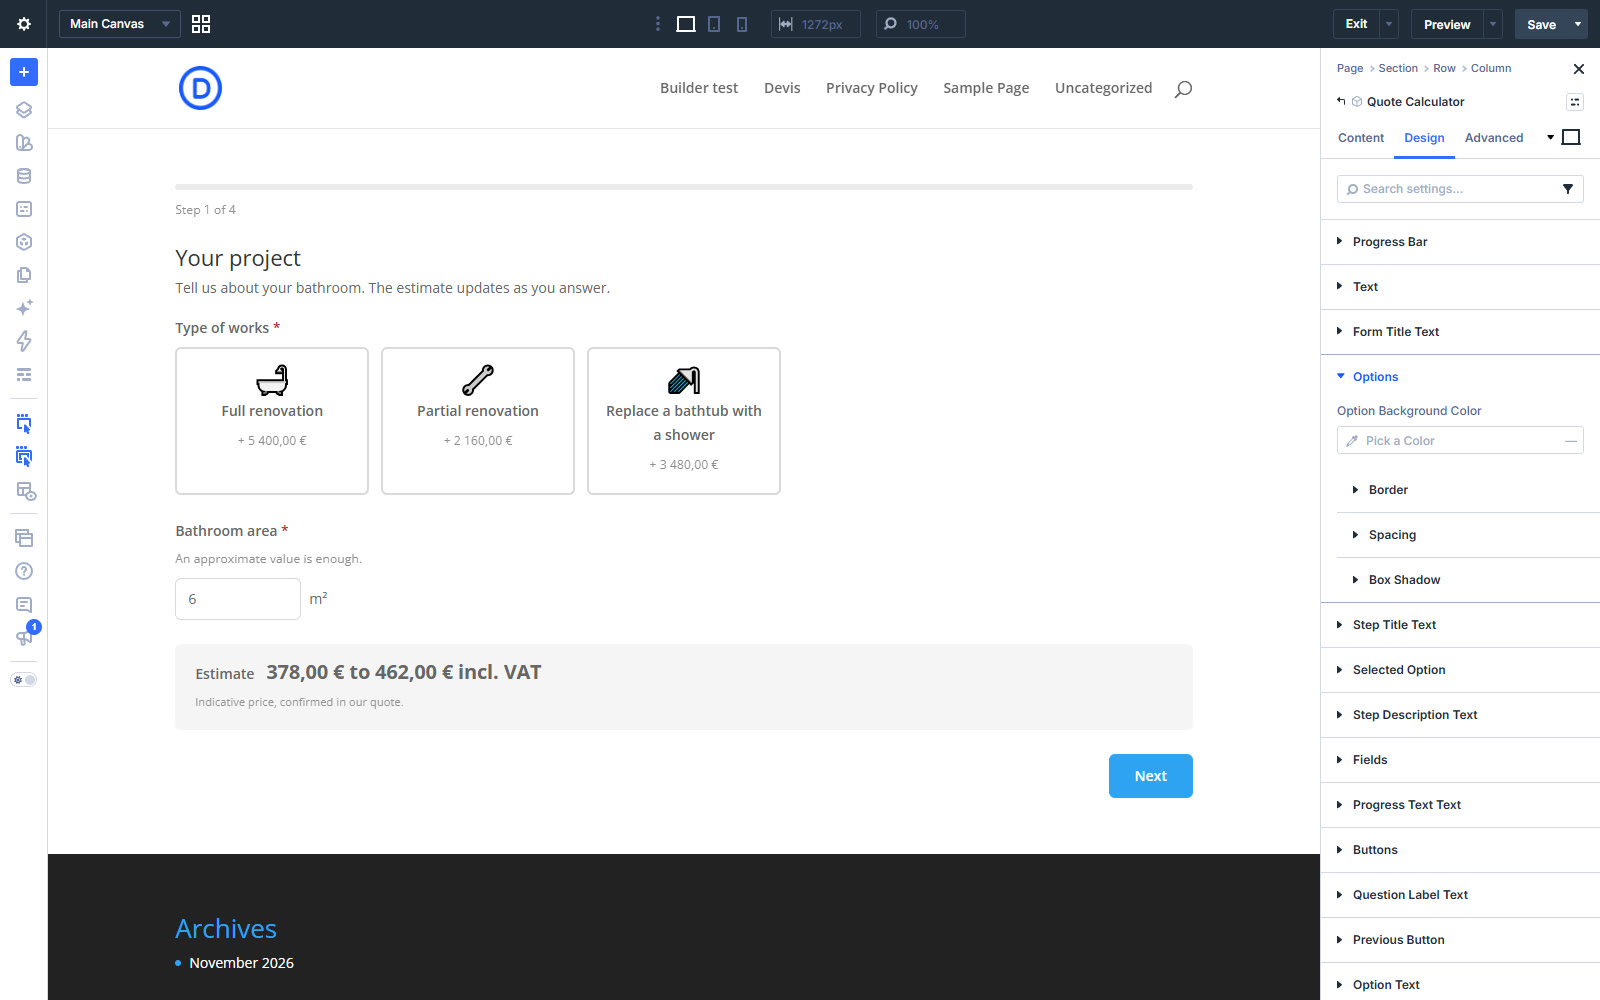 Main Canvas
1272px
100%
Exit
Preview
Save
D
Builder test
Devis
Privacy Policy
Sample Page
Uncategorized
Step 1 of 4
Your project
Tell us about your bathroom. The estimate updates as you answer.
Type of works *
Full renovation
+ 5 400,00 €
Partial renovation
+ 2 160,00 €
Replace a bathtub with
a shower
+ 3 480,00 €
Bathroom area *
An approximate value is enough.
6
m²
Estimate 378,00 € to 462,00 € incl. VAT
Indicative price, confirmed in our quote.
Next
Archives
November 2026
1
Page > Section > Row > Column
Quote Calculator
Content
Design
Advanced
Search settings...
Progress Bar
Text
Form Title Text
Options
Option Background Color
Pick a Color
Border
Spacing
Box Shadow
Step Title Text
Selected Option
Step Description Text
Fields
Progress Text Text
Buttons
Question Label Text
Previous Button
Option Text